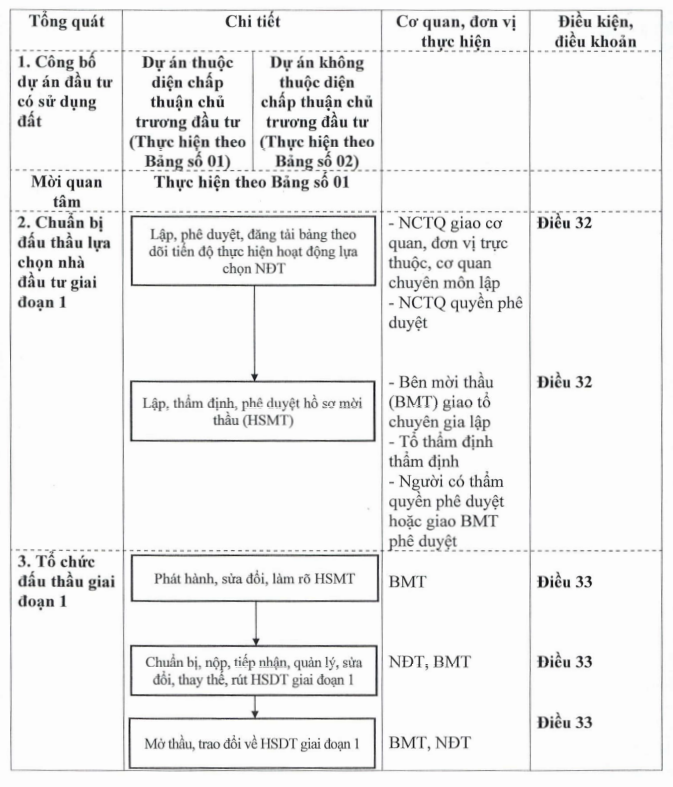 Tổng quát
Chi tiết
Cơ quan, đơn vị
thực hiện
Điều kiện,
điều khoản
1. Công bố
dự án đầu tư
có sử dụng
đất
Dự án thuộc
diện chấp
thuận chủ
trương đầu tư
(Thực hiện theo
Bảng số 01)
Dự án không
thuộc diện
chấp thuận chủ
trương đầu tư
(Thực hiện theo
Bảng số 02)
Mời quan
tâm
Thực hiện theo Bảng số 01
2. Chuẩn bị
đấu thầu lựa
chọn nhà
đầu tư giai
đoạn 1
Lập, phê duyệt, đăng tải bảng theo
dõi tiến độ thực hiện hoạt động lựa
chọn NĐT
- NCTQ giao cơ
quan, đơn vị trực
thuộc, cơ quan
chuyên môn lập
- NCTQ quyền phê
duyệt
Điều 32
Lập, thẩm định, phê duyệt hồ sơ mời
thầu (HSMT)
- Bên mời thầu
(BMT) giao tổ
chuyên gia lập
- Tổ thẩm định
thẩm định
- Người có thẩm
quyền phê duyệt
hoặc giao BMT
phê duyệt
Điều 32
3. Tổ chức
đấu thầu giai
đoạn 1
Phát hành, sửa đổi, làm rõ HSMT
BMT
Điều 33
Chuẩn bị, nộp, tiếp nhận, quản lý, sửa
đổi, thay thế, rút HSDT giai đoạn 1
NĐT, BMT
Điều 33
Mở thầu, trao đổi về HSDT giai đoạn 1
BMT, NĐT
Điều 33